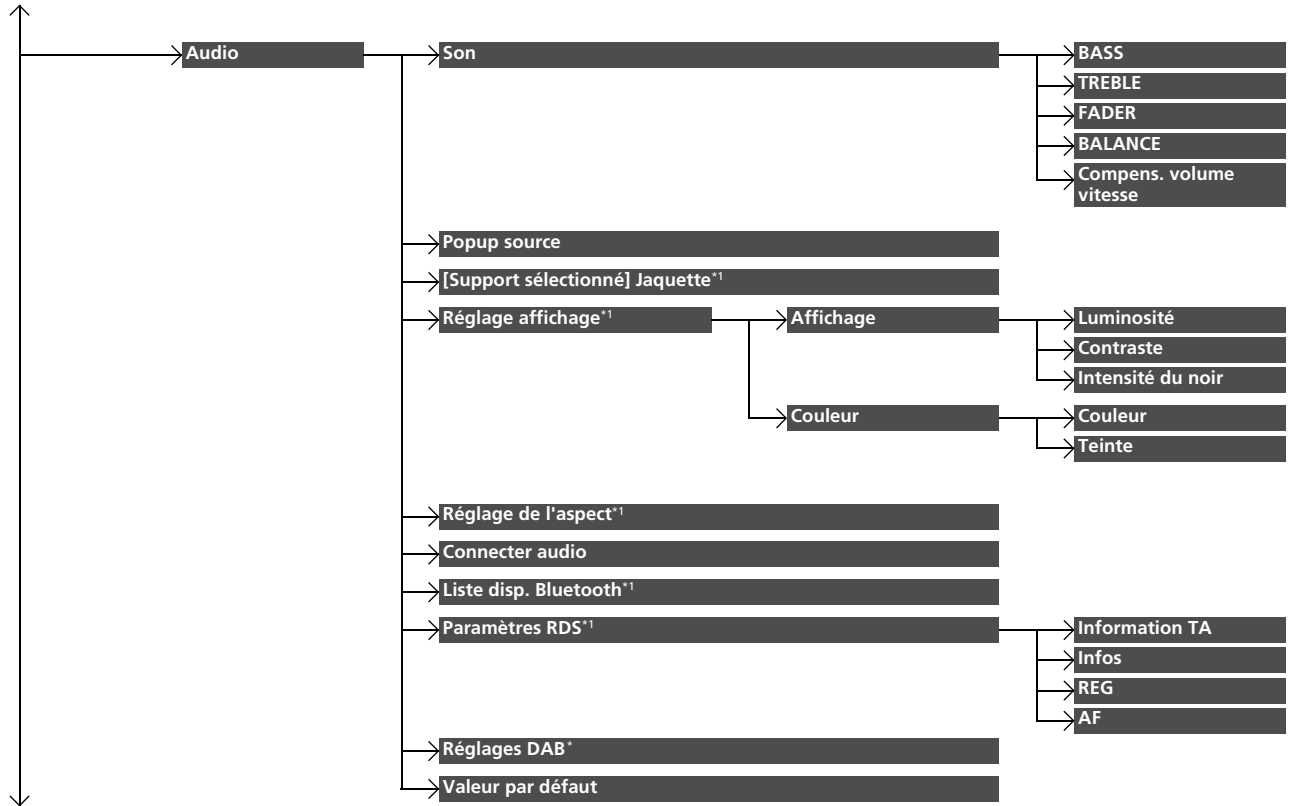 Audio
Son
BASS
TREBLE
FADER
BALANCE
Compens. volume
vitesse
Popup source
[Support sélectionné] Jaquette*1
Réglage affichage*1
Affichage
Luminosité
Contraste
Intensité du noir
Couleur
Couleur
Teinte
Réglage de l'aspect*1
Connecter audio
Liste disp. Bluetooth*1
Paramètres RDS*1
Information TA
Infos
REG
AF
Réglages DAB*
Valeur par défaut